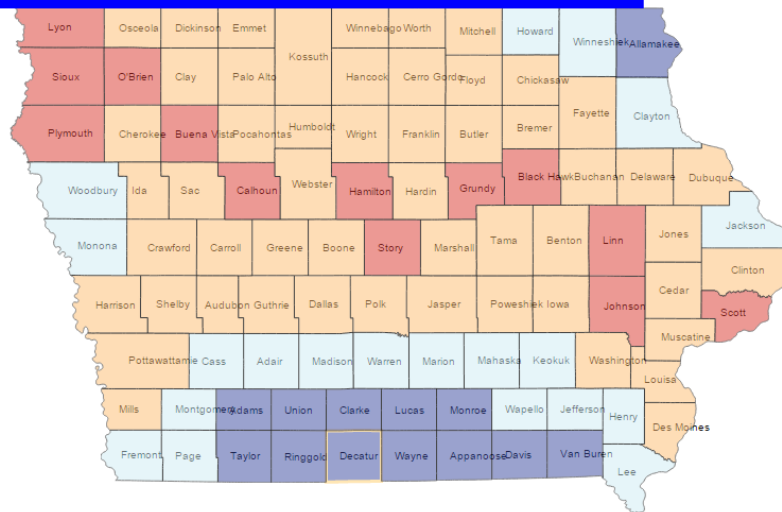 Lyon Osceola Dickinson Emmet Winnebago Worth Mitchell Howard Winneshiek Allamakee
Kossuth
Sioux O'Brien Clay Palo Alto Hancock Cerro Gordo Floyd Chickasaw
Fayette Clayton
Plymouth Cherokee Buena Vista Pocahontas Humboldt Wright Franklin Butler Bremer
Woodbury Ida Sac Calhoun Webster Hamilton Hardin Grundy Black Hawk Buchanan Delaware Dubuque
Monona Crawford Carroll Greene Boone Story Marshall Tama Benton Linn Jones Jackson
Clinton
Harrison Shelby Audubon Guthrie Dallas Polk Jasper Poweshiek Iowa Johnson Cedar Scott
Muscatine
Pottawattamie Cass Adair Madison Warren Marion Mahaska Keokuk Washington
Louisa
Mills Montgomery Adams Union Clarke Lucas Monroe Wapello Jefferson Henry
Des Moines
Fremont Page Taylor Ringgold Decatur Wayne Appanoose Davis Van Buren
Lee